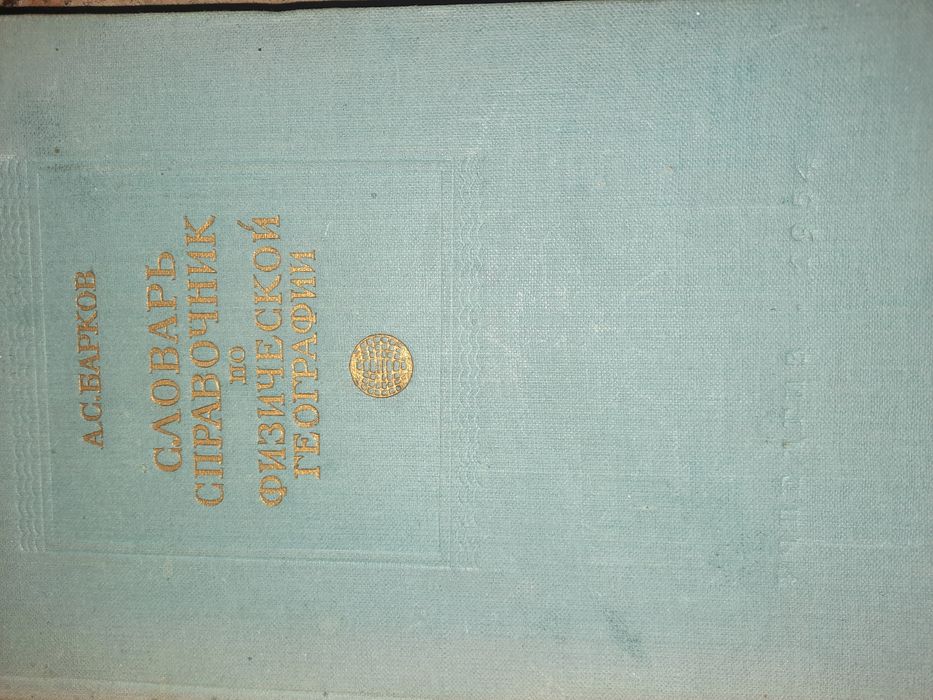 А.С.БАРКОВ
СЛОВАРЬ
СПРАВОЧНИК
ПО
ФИЗИЧЕСКОЙ
ГЕОГРАФИИ